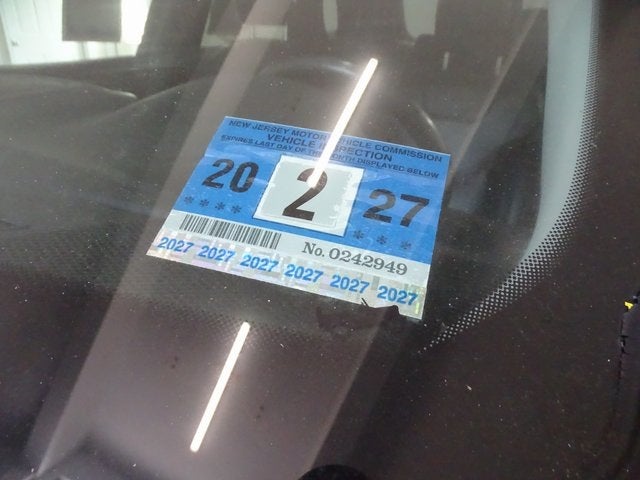 NEW JERSEY MOTOR VEHICLE COMMISSION
VEHICLE INSPECTION
EXPIRES LAST DAY OF THE MONTH DISPLAYED BELOW
20 2 27
No. 0242949
2027 2027 2027 2027 2027 2027